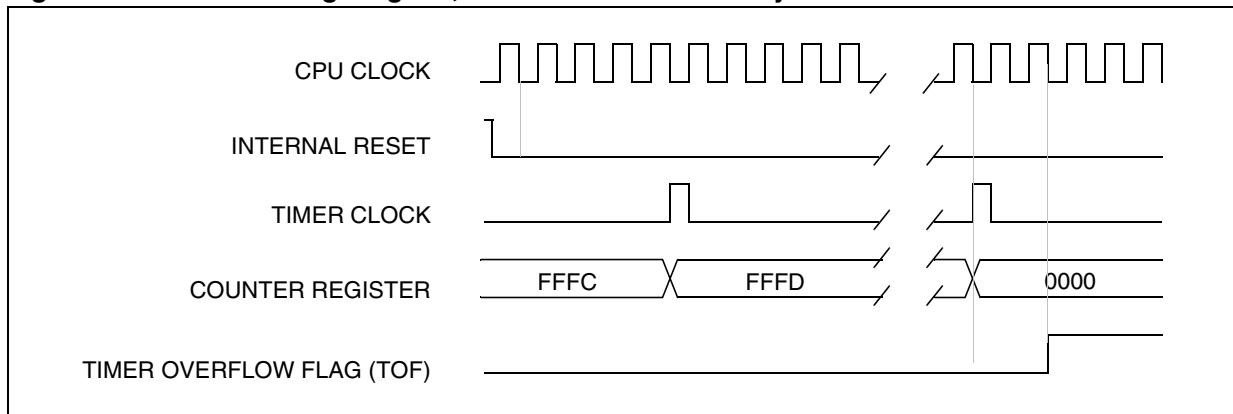 CPU CLOCK
INTERNAL RESET
TIMER CLOCK
COUNTER REGISTER FFFC FFFD 0000
TIMER OVERFLOW FLAG (TOF)